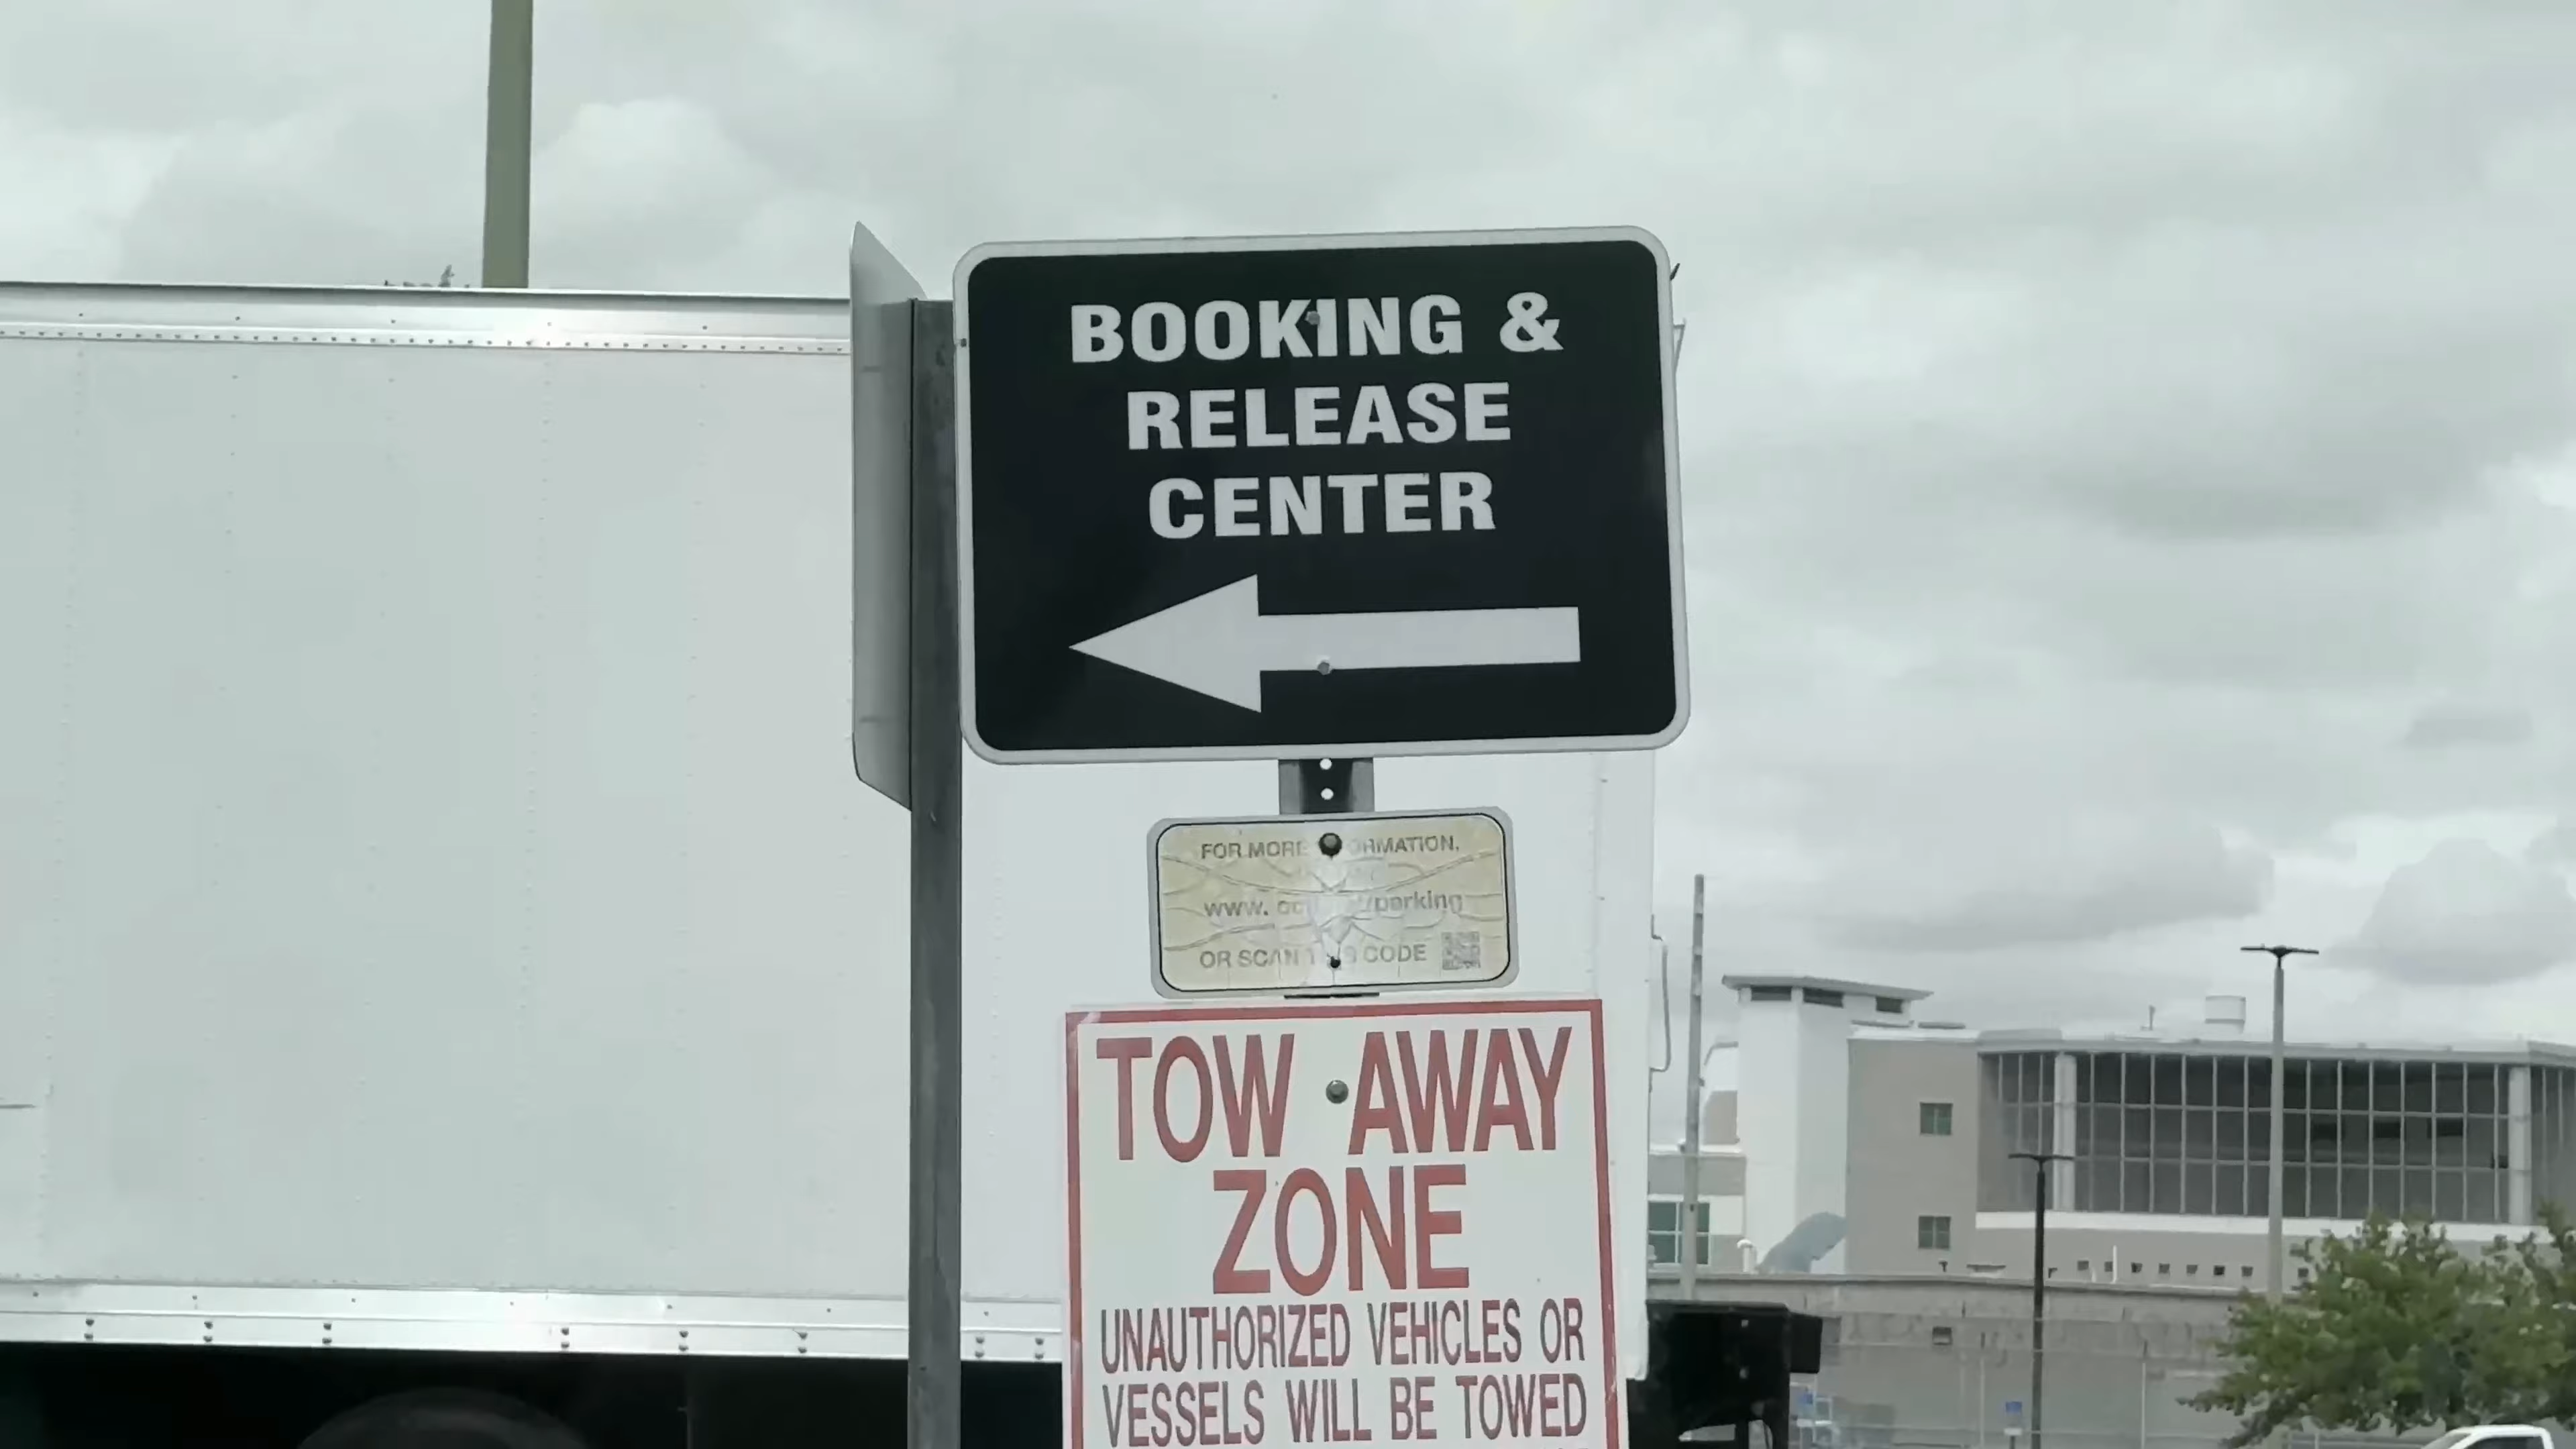 BOOKING &
RELEASE
CENTER
FOR MORE
www. /parking
OR SCAN CODE
TOW AWAY
ZONE
UNAUTHORIZED VEHICLES OR
VESSELS WILL BE TOWED